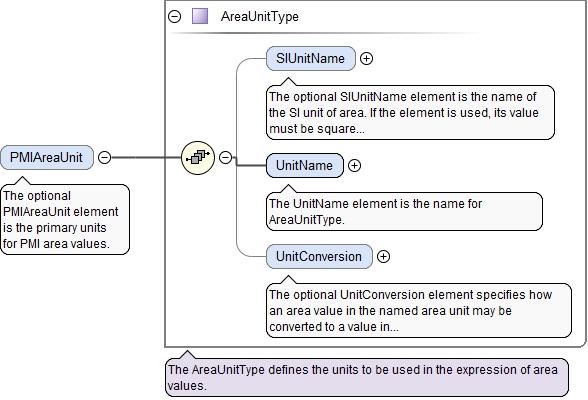 AreaUnitType
SIUnitName
The optional SIUnitName element is the name of
the SI unit of area. If the element is used, its value
must be square...
PMIAreaUnit
The optional
PMIAreaUnit element
is the primary units
for PMI area values.
UnitName
The UnitName element is the name for
AreaUnitType.
UnitConversion
The optional UnitConversion element specifies how
an area value in the named area unit may be
converted to a value in...
The AreaUnitType defines the units to be used in the expression of area
values.